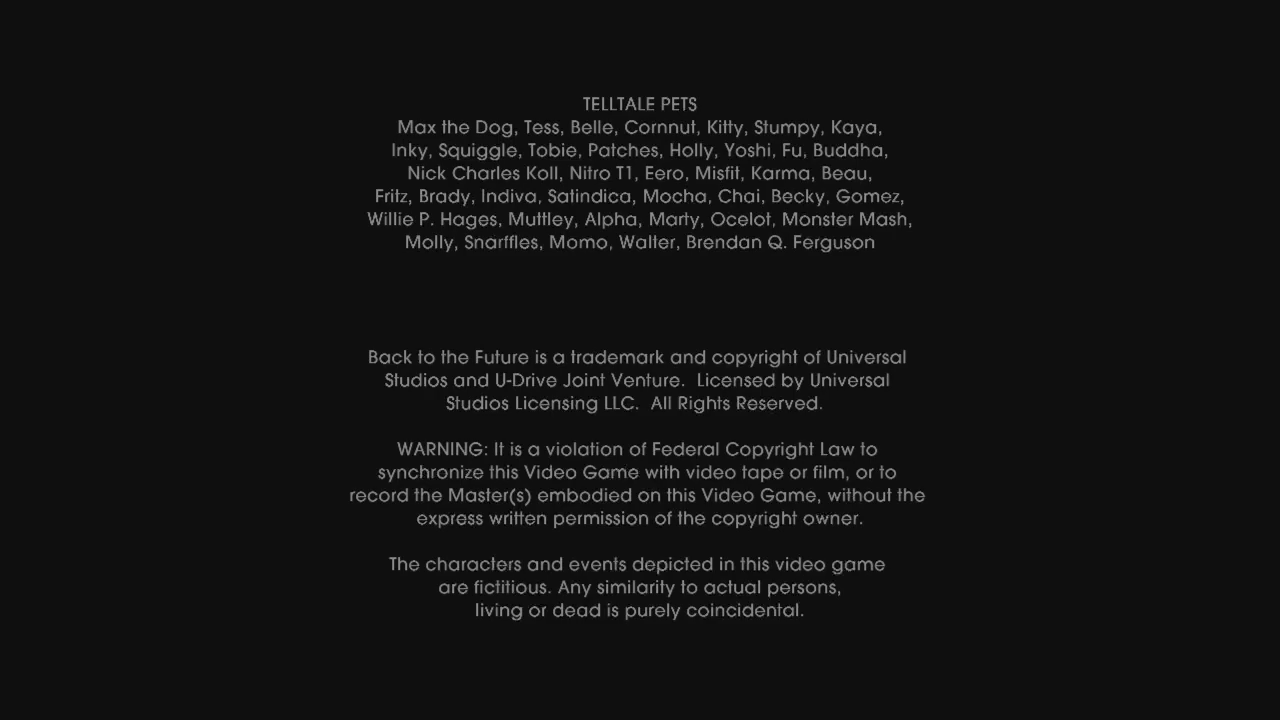 TELLTALE PETS
Max the Dog, Tess, Belle, Cornnut, Kitty, Stumpy, Kaya,
Inky, Squiggle, Tobie, Patches, Holly, Yoshi, Fu, Buddha,
Nick Charles Koll, Nitro T1, Eero, Misfit, Karma, Beau,
Fritz, Brady, Indiva, Satindica, Mocha, Chai, Becky, Gomez,
Willie P. Hages, Muttley, Alpha, Marty, Ocelot, Monster Mash,
Molly, Snarffles, Momo, Walter, Brendan Q. Ferguson
Back to the Future is a trademark and copyright of Universal
Studios and U-Drive Joint Venture.  Licensed by Universal
Studios Licensing LLC.  All Rights Reserved.
WARNING: It is a violation of Federal Copyright Law to
synchronize this Video Game with video tape or film, or to
record the Master(s) embodied on this Video Game, without the
express written permission of the copyright owner.
The characters and events depicted in this video game
are fictitious. Any similarity to actual persons,
living or dead is purely coincidental.